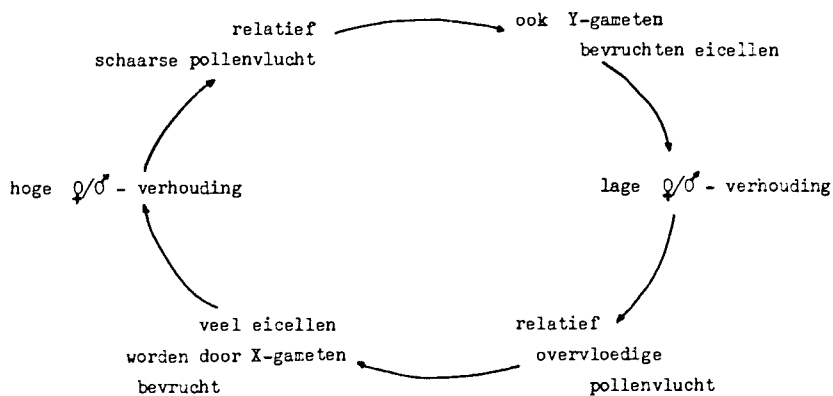 relatief
schaarse pollenvlucht
ook Y-gameten
bevruchten eicellen
lage ♀/♂ - verhouding
relatief
overvloedige
pollenvlucht
veel eicellen
worden door X-gameten
bevrucht
hoge ♀/♂ - verhouding